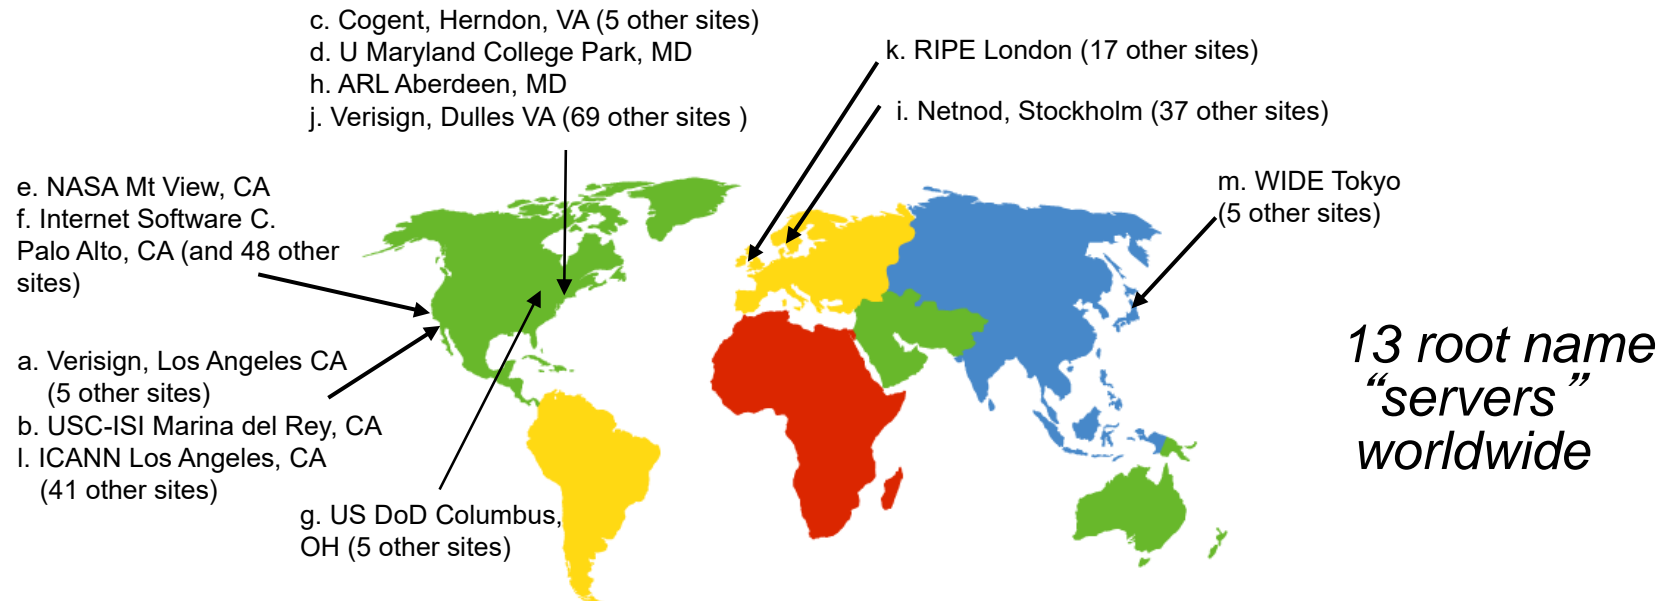 c. Cogent, Herndon, VA (5 other sites)
d. U Maryland College Park, MD
h. ARL Aberdeen, MD
j. Verisign, Dulles VA (69 other sites )
k. RIPE London (17 other sites)
i. Netnod, Stockholm (37 other sites)
m. WIDE Tokyo
(5 other sites)
e. NASA Mt View, CA
f. Internet Software C.
Palo Alto, CA (and 48 other
sites)
a. Verisign, Los Angeles CA
(5 other sites)
b. USC-ISI Marina del Rey, CA
l. ICANN Los Angeles, CA
(41 other sites)
g. US DoD Columbus,
OH (5 other sites)
13 root name
“servers”
worldwide